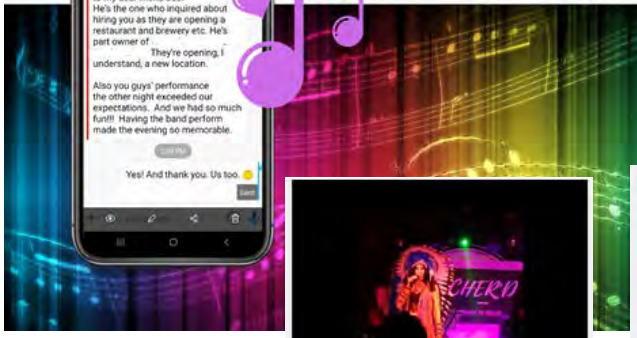 He's the one who inquired about
hiring you as they are opening a
restaurant and brewery etc. He's
part owner of
They're opening, I
understand, a new location.
Also you guys' performance
the other night exceeded our
expectations. And we had so much
fun!!! Having the band perform
made the evening so memorable.
Yes! And thank you. Us too.
CHER'D